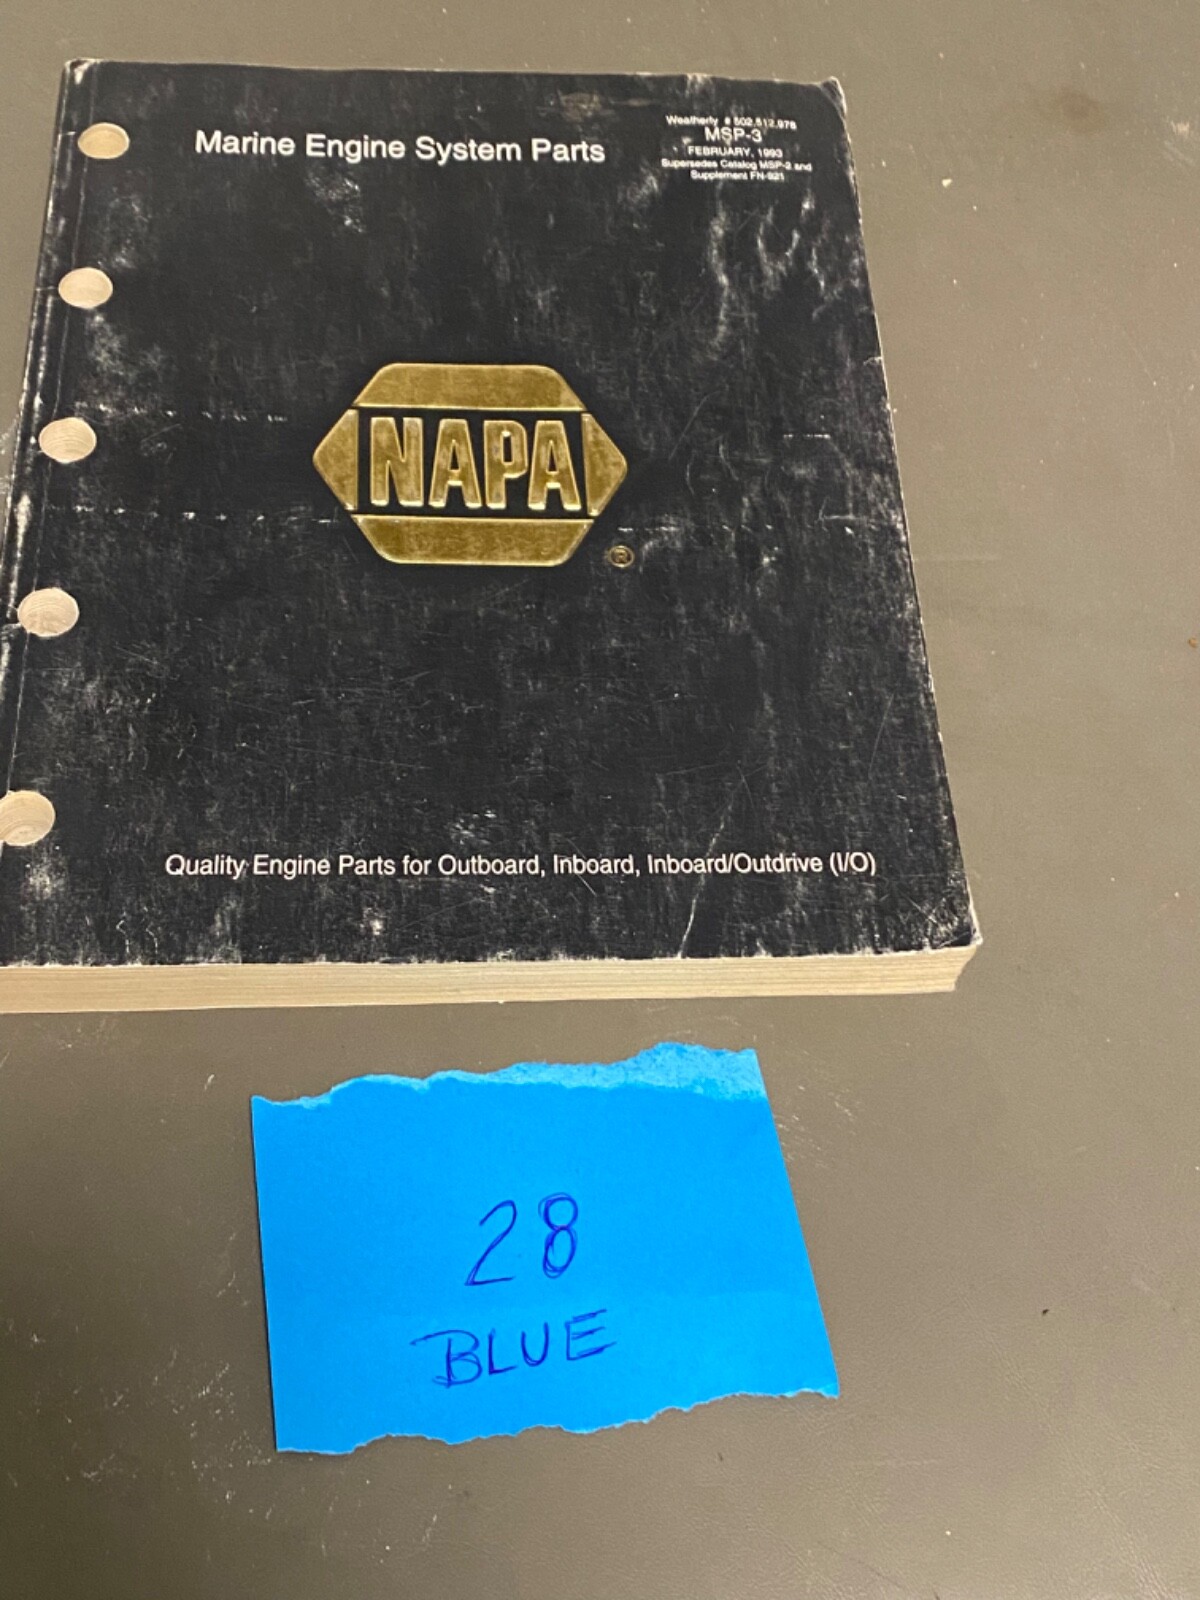 Marine Engine System Parts
Weatherly # 502.512.978
MSP-3
FEBRUARY, 1993
Supersedes Catalog MSP-2 and
Supplement FN-921
NAPA
®
Quality Engine Parts for Outboard, Inboard, Inboard/Outdrive (I/O)
28
BLUE